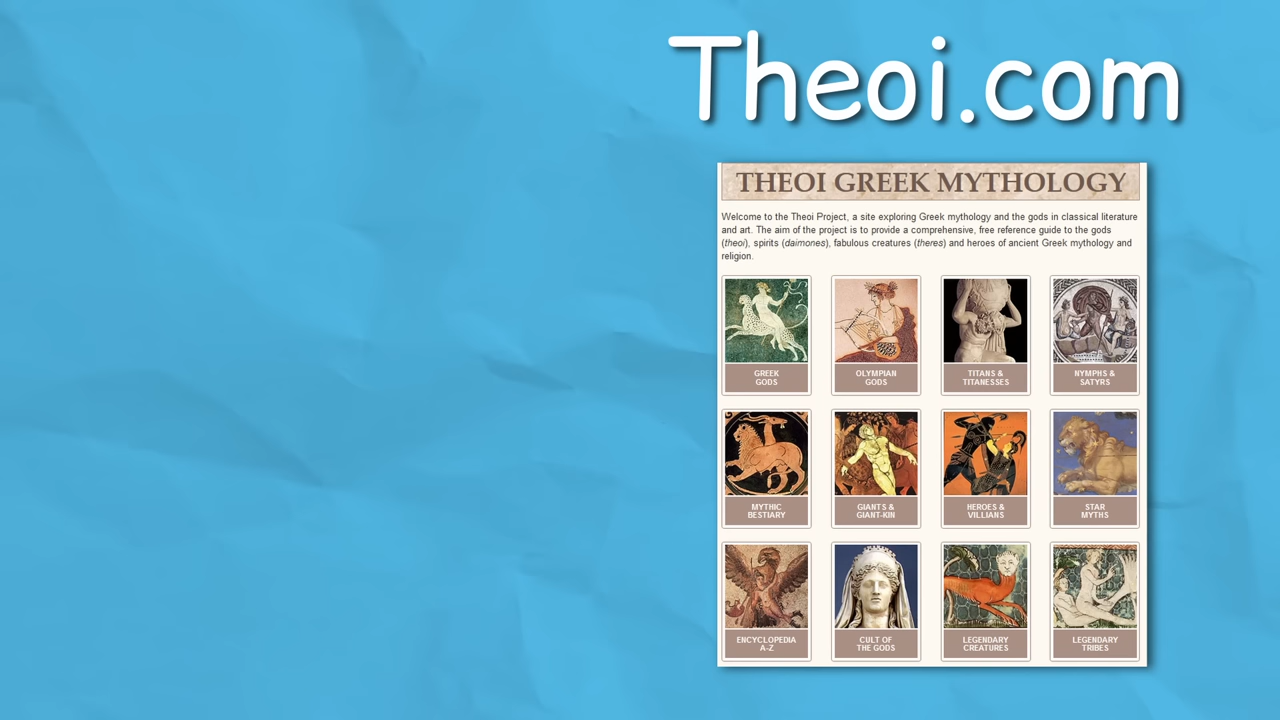 Theoi.com
THEOI GREEK MYTHOLOGY
Welcome to the Theoi Project, a site exploring Greek mythology and the gods in classical literature
and art. The aim of the project is to provide a comprehensive, free reference guide to the gods
(theoi), spirits (daimones), fabulous creatures (theres) and heroes of ancient Greek mythology and
religion.
GREEK
GODS
OLYMPIAN
GODS
TITANS &
TITANESSES
NYMPHS &
SATYRS
MYTHIC
BESTIARY
GIANTS &
GIANT-KIN
HEROES &
VILLIANS
STAR
MYTHS
ENCYCLOPEDIA
A-Z
CULT OF
THE GODS
LEGENDARY
CREATURES
LEGENDARY
TRIBES